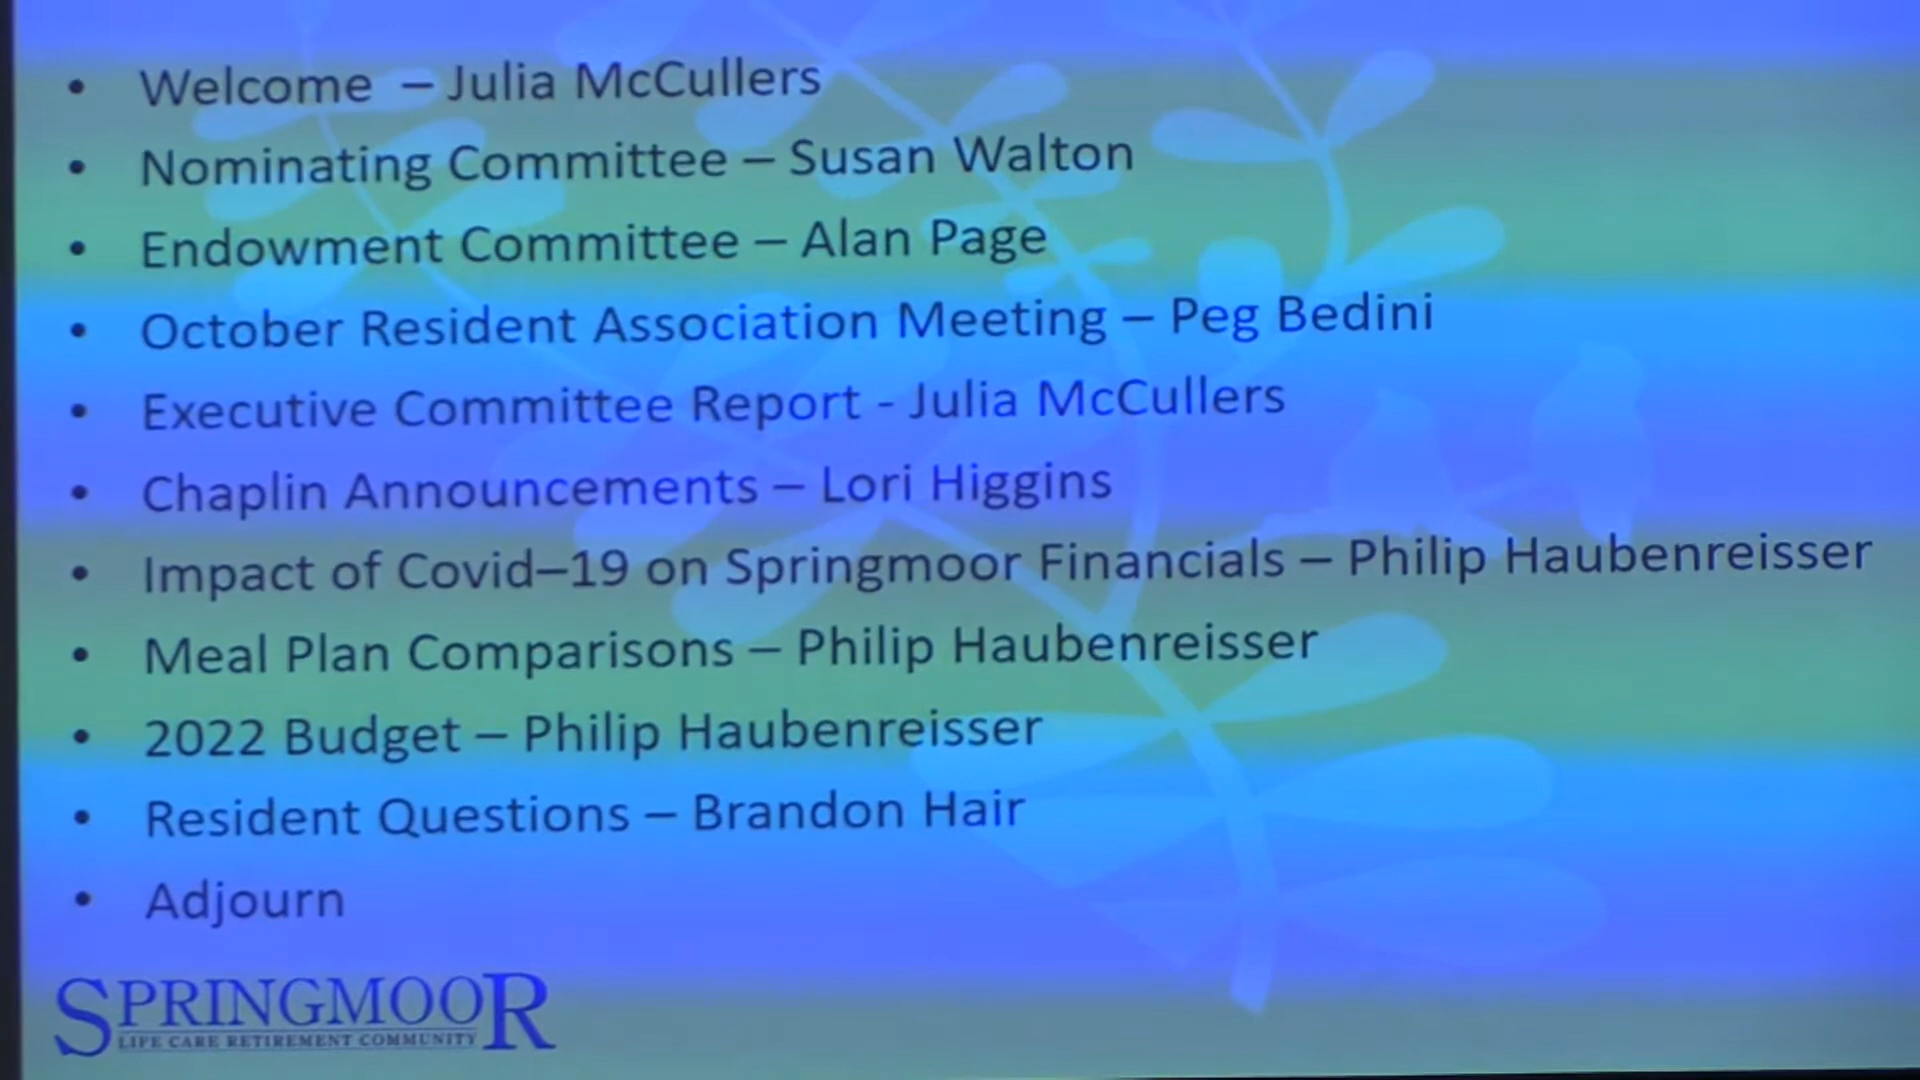 • Welcome – Julia McCullers
• Nominating Committee – Susan Walton
• Endowment Committee – Alan Page
• October Resident Association Meeting – Peg Bedini
• Executive Committee Report - Julia McCullers
• Chaplin Announcements – Lori Higgins
• Impact of Covid–19 on Springmoor Financials – Philip Haubenreisser
• Meal Plan Comparisons – Philip Haubenreisser
• 2022 Budget – Philip Haubenreisser
• Resident Questions – Brandon Hair
• Adjourn
SPRINGMOOR
LIFE CARE RETIREMENT COMMUNITY